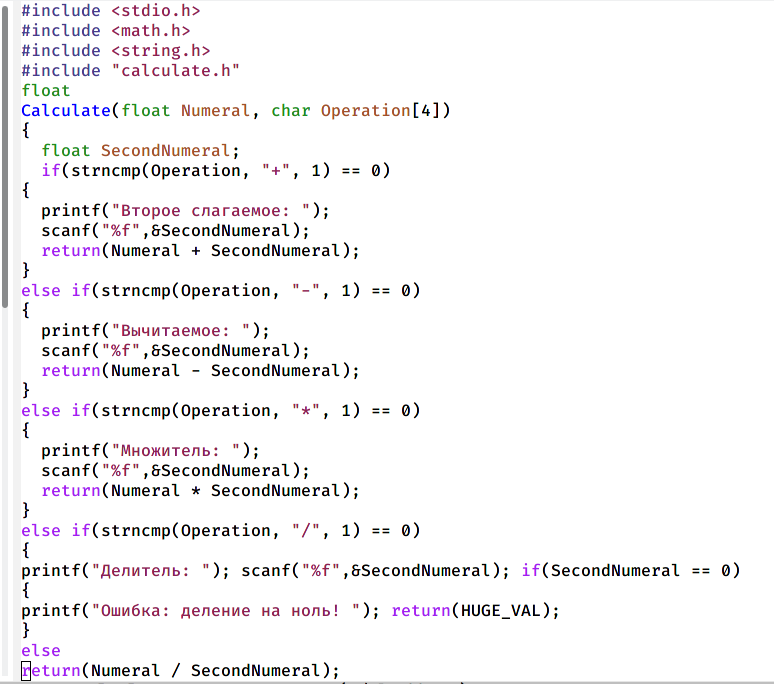 #include <stdio.h>
#include <math.h>
#include <string.h>
#include "calculate.h"
float
Calculate(float Numeral, char Operation[4])
{
  float SecondNumeral;
  if(strncmp(Operation, "+", 1) == 0)
{
  printf("Второе слагаемое: ");
  scanf("%f",&SecondNumeral);
  return(Numeral + SecondNumeral);
}
else if(strncmp(Operation, "-", 1) == 0)
{
  printf("Вычитаемое: ");
  scanf("%f",&SecondNumeral);
  return(Numeral - SecondNumeral);
}
else if(strncmp(Operation, "*", 1) == 0)
{
  printf("Множитель: ");
  scanf("%f",&SecondNumeral);
  return(Numeral * SecondNumeral);
}
else if(strncmp(Operation, "/", 1) == 0)
{
printf("Делитель: "); scanf("%f",&SecondNumeral); if(SecondNumeral == 0)
{
printf("Ошибка: деление на ноль! "); return(HUGE_VAL);
}
else
return(Numeral / SecondNumeral);